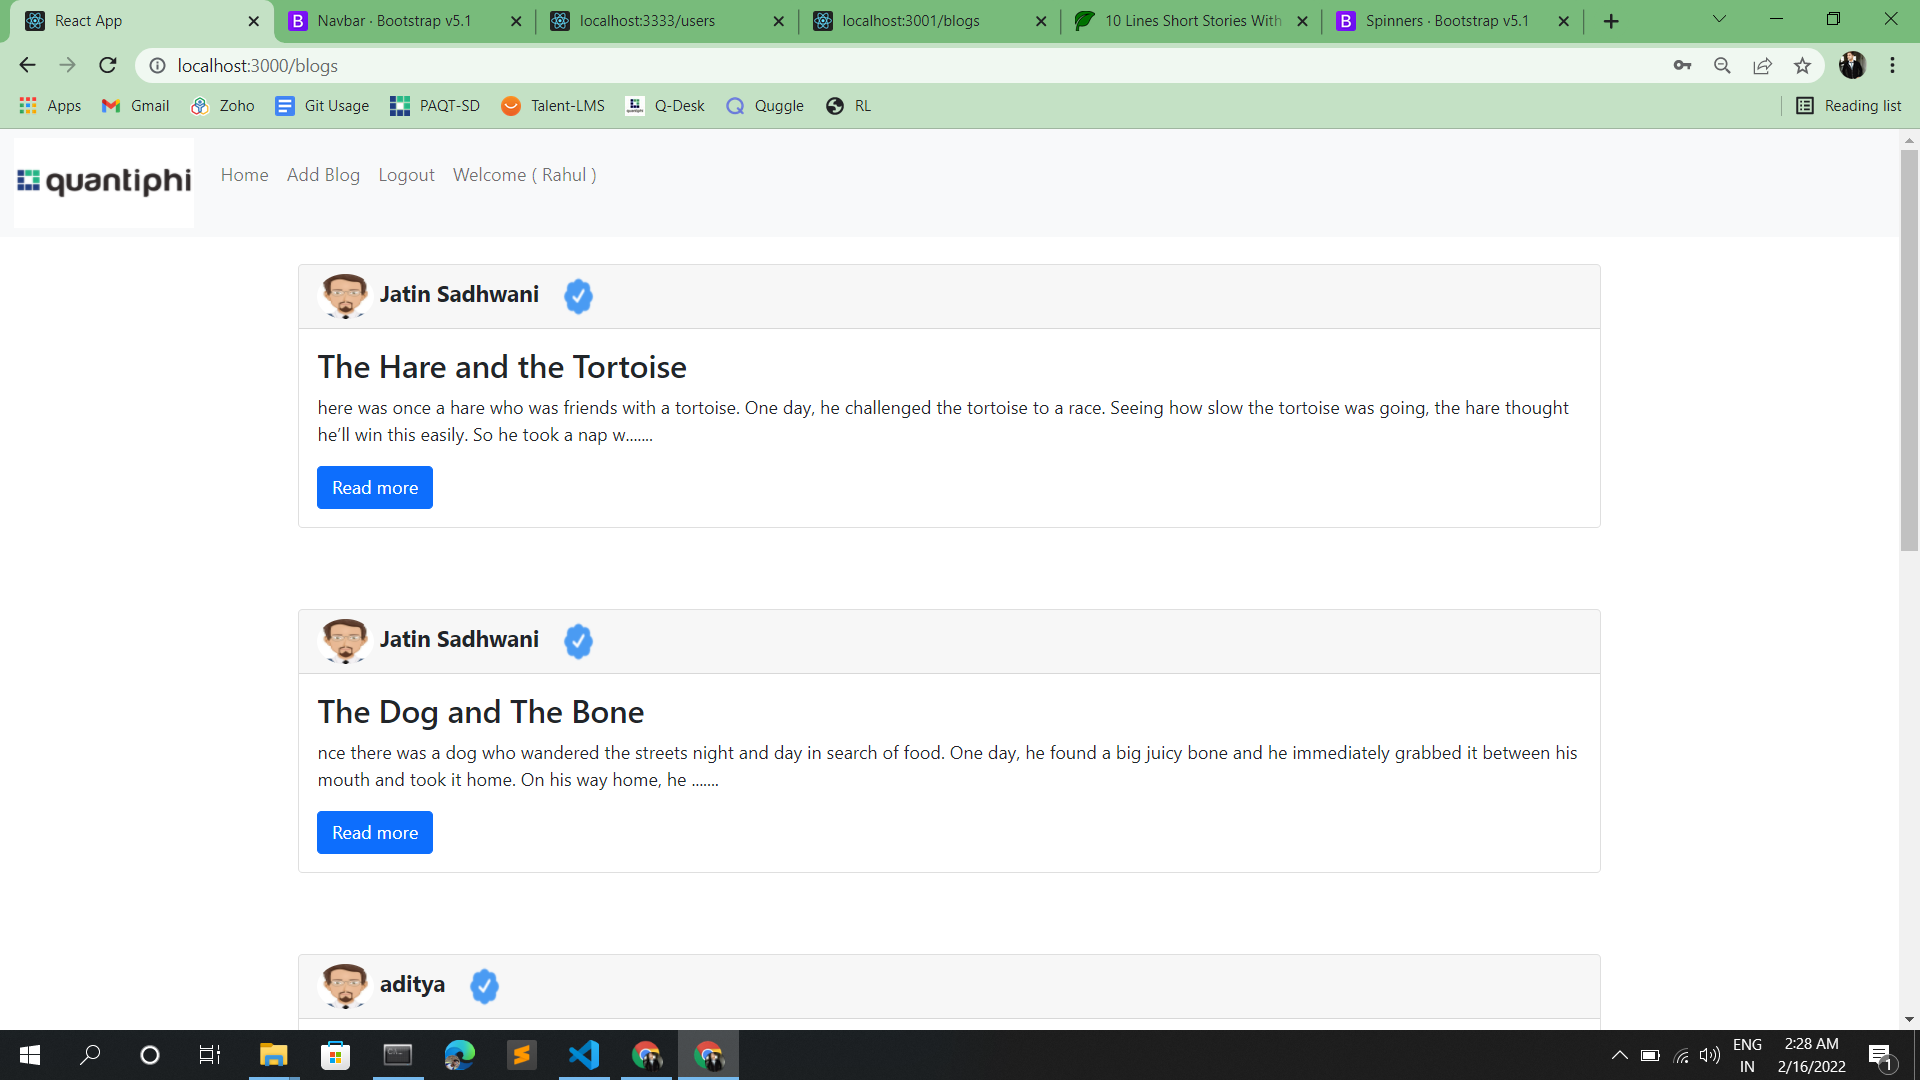 React App
Navbar · Bootstrap v5.1
localhost:3333/users
localhost:3001/blogs
10 Lines Short Stories With
Spinners · Bootstrap v5.1
localhost:3000/blogs
Apps
Gmail
Zoho
Git Usage
PAQT-SD
Talent-LMS
Q-Desk
Quggle
RL
Reading list
quantiphi
Home
Add Blog
Logout
Welcome ( Rahul )
Jatin Sadhwani
The Hare and the Tortoise
here was once a hare who was friends with a tortoise. One day, he challenged the tortoise to a race. Seeing how slow the tortoise was going, the hare thought
he’ll win this easily. So he took a nap w.......
Read more
Jatin Sadhwani
The Dog and The Bone
nce there was a dog who wandered the streets night and day in search of food. One day, he found a big juicy bone and he immediately grabbed it between his
mouth and took it home. On his way home, he .......
Read more
aditya
ENG
IN
2:28 AM
2/16/2022
1